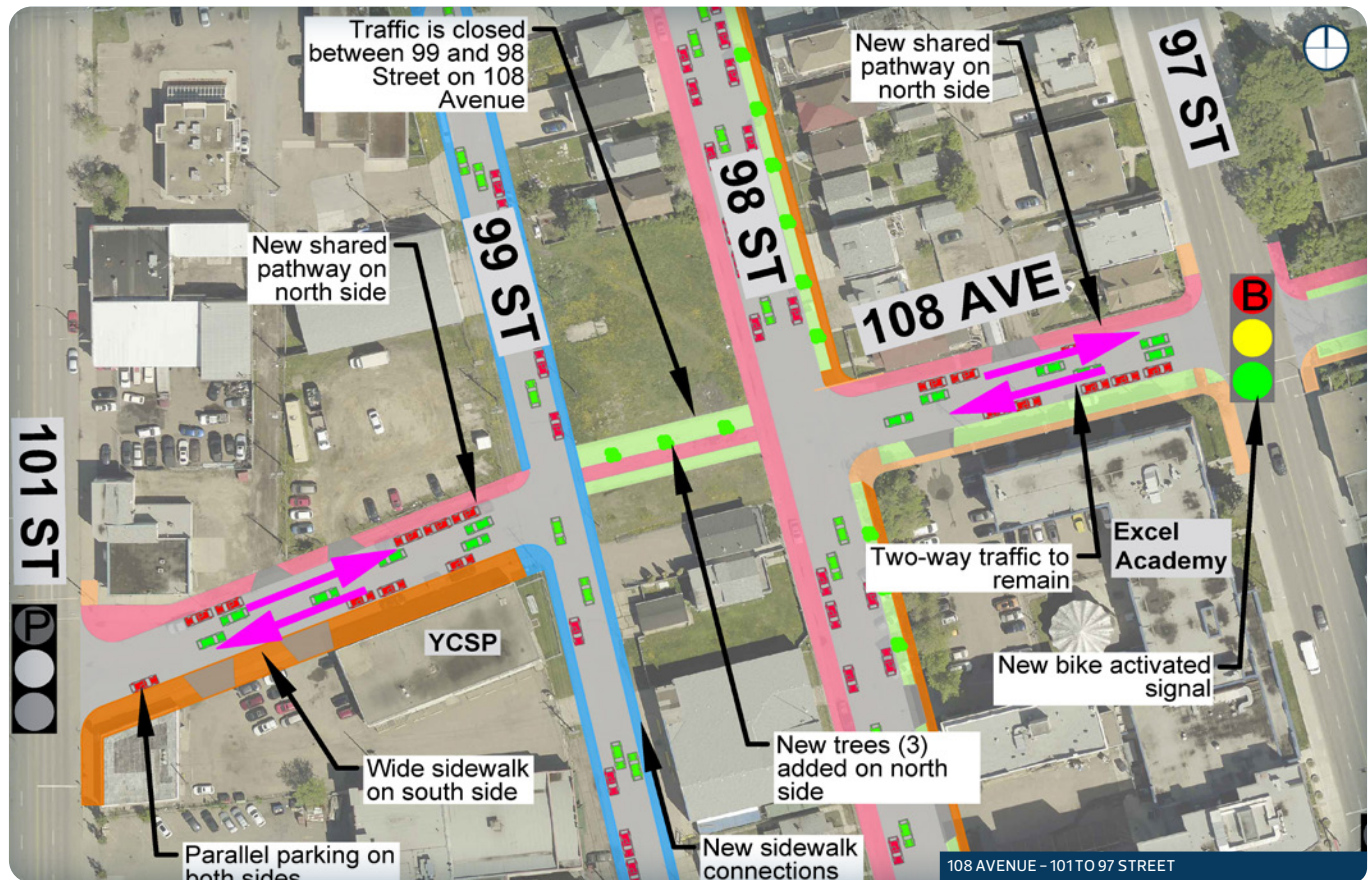 Traffic is closed
between 99 and 98
Street on 108
Avenue
New shared
pathway on
north side
97 ST
98 ST
99 ST
New shared
pathway on
north side
108 AVE
B
101 ST
P
YCSP
Two-way traffic to
remain
Excel
Academy
New bike activated
signal
Wide sidewalk
on south side
New trees (3)
added on north
side
Parallel parking on
both sides
New sidewalk
connections
108 AVENUE – 101 TO 97 STREET